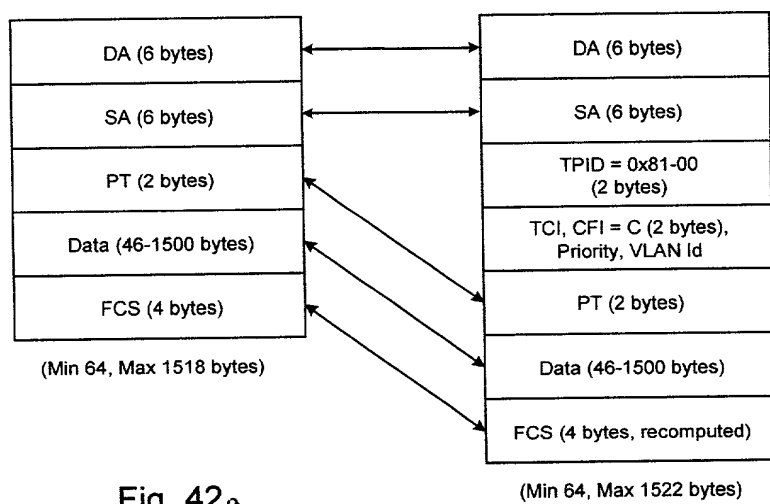 DA (6 bytes)
SA (6 bytes)
PT (2 bytes)
Data (46-1500 bytes)
FCS (4 bytes)
(Min 64, Max 1518 bytes)
DA (6 bytes)
SA (6 bytes)
TPID = 0x81-00
(2 bytes)
TCI, CFI = C (2 bytes),
Priority, VLAN Id
PT (2 bytes)
Data (46-1500 bytes)
FCS (4 bytes, recomputed)
(Min 64, Max 1522 bytes)
Fig. 42a